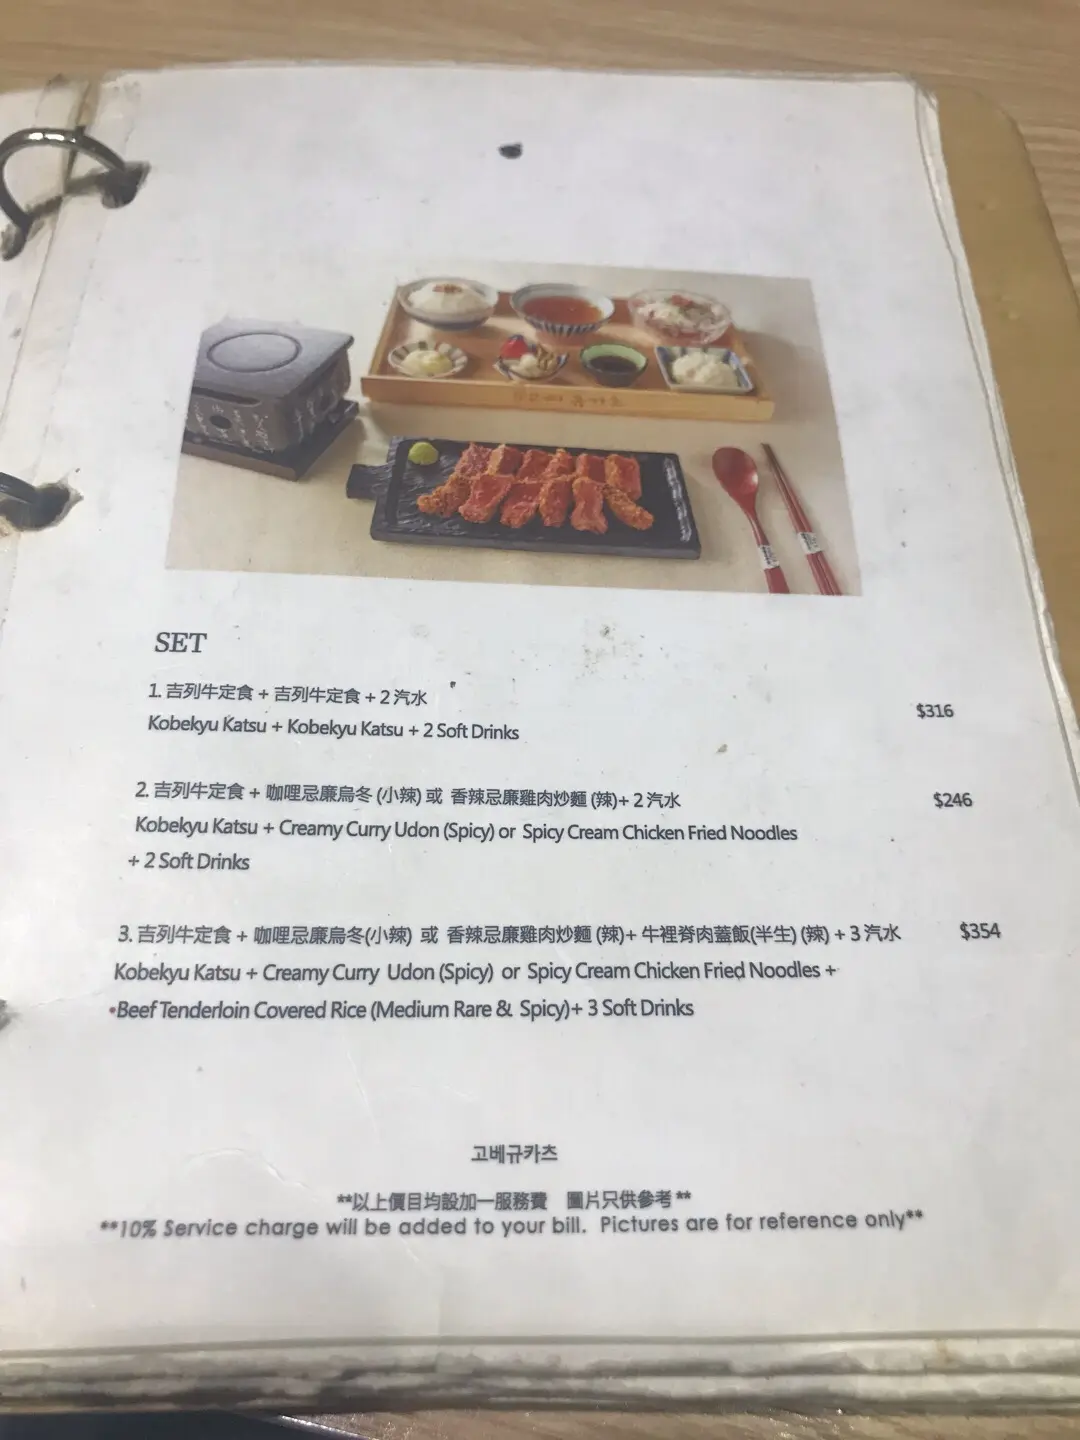 SET
1. 吉列牛定食 + 吉列牛定食 + 2 汽水
$316
Kobekyu Katsu + Kobekyu Katsu + 2 Soft Drinks
2. 吉列牛定食 + 咖喱忌廉烏冬 (小辣) 或 香辣忌廉雞肉炒麵 (辣)+ 2 汽水
$246
Kobekyu Katsu + Creamy Curry Udon (Spicy) or Spicy Cream Chicken Fried Noodles
+ 2 Soft Drinks
3. 吉列牛定食 + 咖喱忌廉烏冬(小辣) 或 香辣忌廉雞肉炒麵 (辣)+ 牛裡脊肉蓋飯(半生) (辣) + 3 汽水
$354
Kobekyu Katsu + Creamy Curry Udon (Spicy) or Spicy Cream Chicken Fried Noodles +
•Beef Tenderloin Covered Rice (Medium Rare & Spicy)+ 3 Soft Drinks
고베규카츠
**以上價目均設加一服務費 圖片只供參考**
**10% Service charge will be added to your bill. Pictures are for reference only**